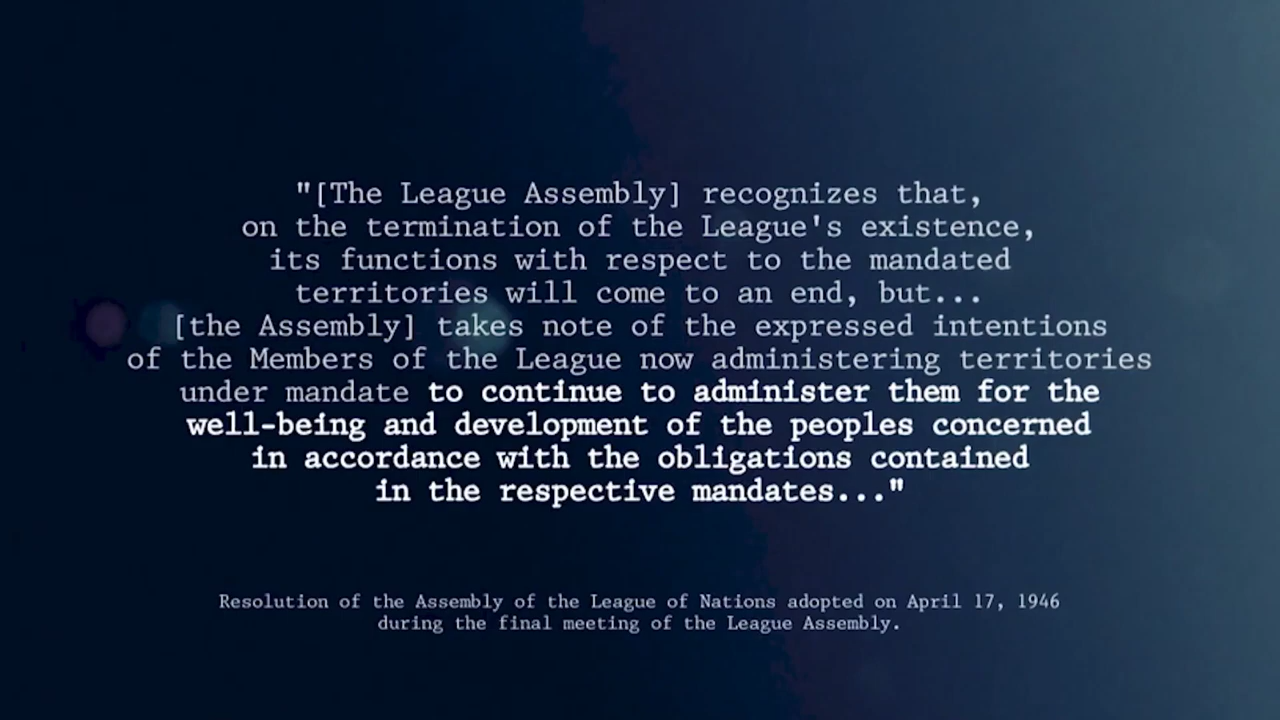 "[The League Assembly] recognizes that,
on the termination of the League's existence,
its functions with respect to the mandated
territories will come to an end, but...
[the Assembly] takes note of the expressed intentions
of the Members of the League now administering territories
under mandate to continue to administer them for the
well-being and development of the peoples concerned
in accordance with the obligations contained
in the respective mandates..."
Resolution of the Assembly of the League of Nations adopted on April 17, 1946
during the final meeting of the League Assembly.